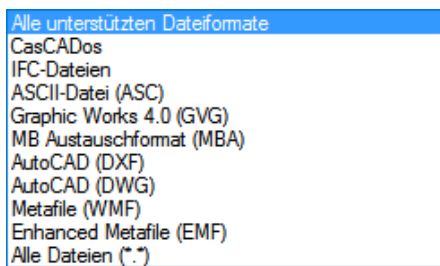 Alle unterstützten Dateiformate
CasCADos
IFC-Dateien
ASCII-Datei (ASC)
Graphic Works 4.0 (GVG)
MB Austauschformat (MBA)
AutoCAD (DXF)
AutoCAD (DWG)
Metafile (WMF)
Enhanced Metafile (EMF)
Alle Dateien (*.*)